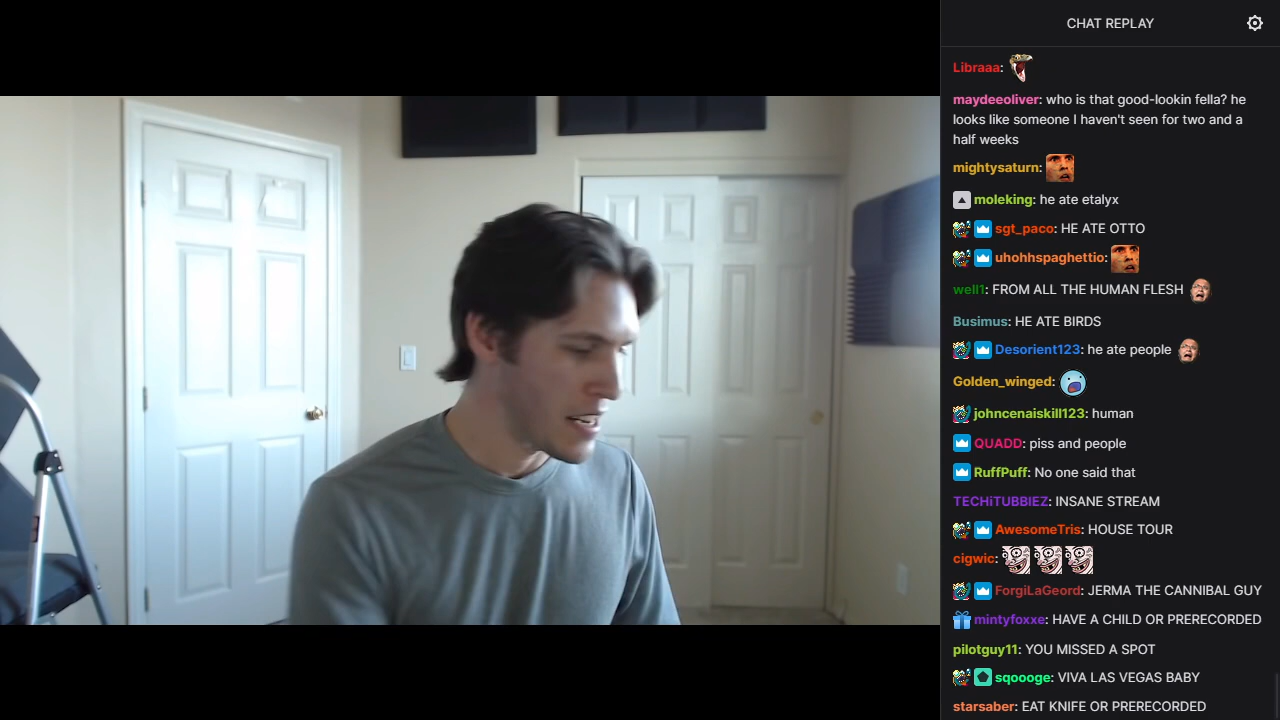 CHAT REPLAY
Libraaa:
maydeeoliver: who is that good-lookin fella? he
looks like someone I haven't seen for two and a
half weeks
mightysaturn:
moleking: he ate etalyx
sgt_paco: HE ATE OTTO
uhohhspaghettio:
well1: FROM ALL THE HUMAN FLESH
Busimus: HE ATE BIRDS
Desorient123: he ate people
Golden_winged:
johncenaiskill123: human
QUADD: piss and people
RuffPuff: No one said that
TECHiTUBBIEZ: INSANE STREAM
AwesomeTris: HOUSE TOUR
cigwic:
ForgiLaGeord: JERMA THE CANNIBAL GUY
mintyfoxxe: HAVE A CHILD OR PRERECORDED
pilotguy11: YOU MISSED A SPOT
sqoooge: VIVA LAS VEGAS BABY
starsaber: EAT KNIFE OR PRERECORDED